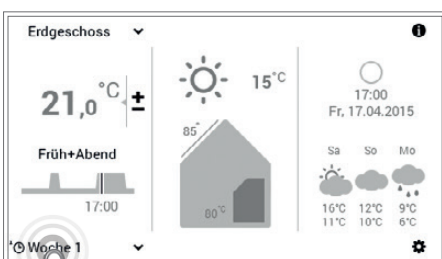 Erdgeschoss
21,0 °C ±
Früh+Abend
17:00
Woche 1
15°C
85°
80°C
17:00
Fr, 17.04.2015
Sa So Mo
16°C 12°C 9°C
11°C 10°C 6°C